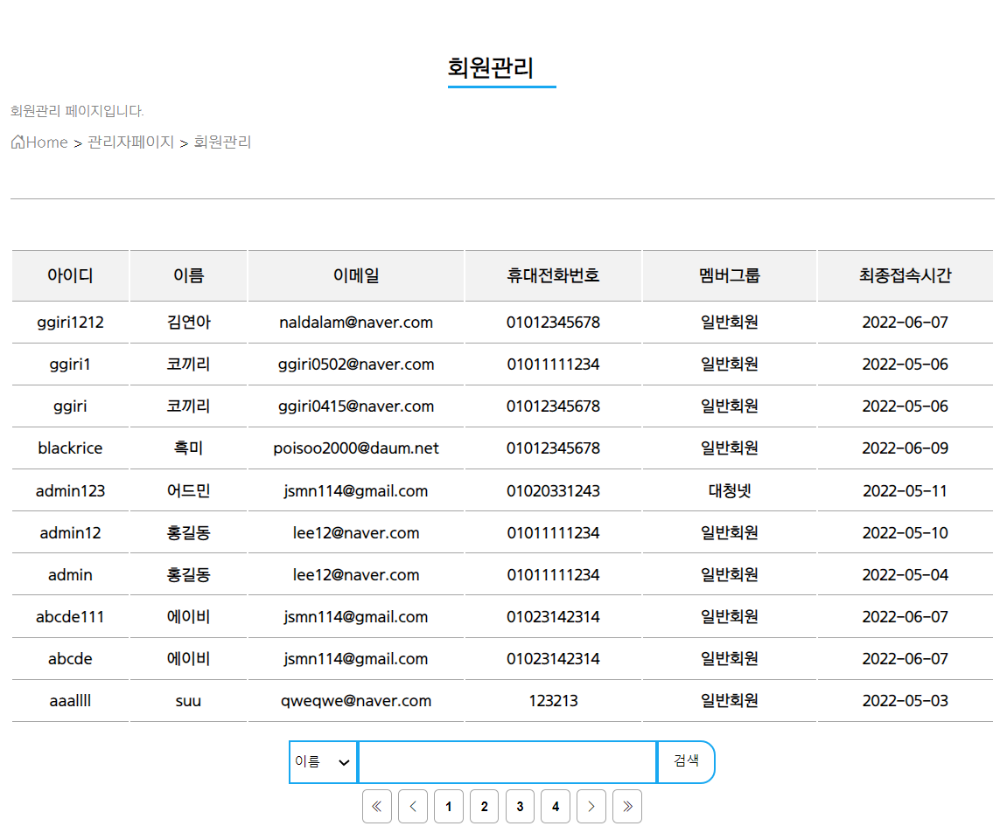 회원관리
회원관리 페이지입니다.
Home > 관리자페이지 > 회원관리
아이디 이름 이메일 휴대전화번호 멤버그룹 최종접속시간
ggiri1212 김연아 naldalam@naver.com 01012345678 일반회원 2022-06-07
ggiri1 코끼리 ggiri0502@naver.com 01011111234 일반회원 2022-05-06
ggiri 코끼리 ggiri0415@naver.com 01012345678 일반회원 2022-05-06
blackrice 흑미 poisoo2000@daum.net 01012345678 일반회원 2022-06-09
admin123 어드민 jsmn114@gmail.com 01020331243 대청넷 2022-05-11
admin12 홍길동 lee12@naver.com 01011111234 일반회원 2022-05-10
admin 홍길동 lee12@naver.com 01011111234 일반회원 2022-05-04
abcde111 에이비 jsmn114@gmail.com 01023142314 일반회원 2022-06-07
abcde 에이비 jsmn114@gmail.com 01023142314 일반회원 2022-06-07
aaallll suu qweqwe@naver.com 123213 일반회원 2022-05-03
이름 검색
« < 1 2 3 4 > »